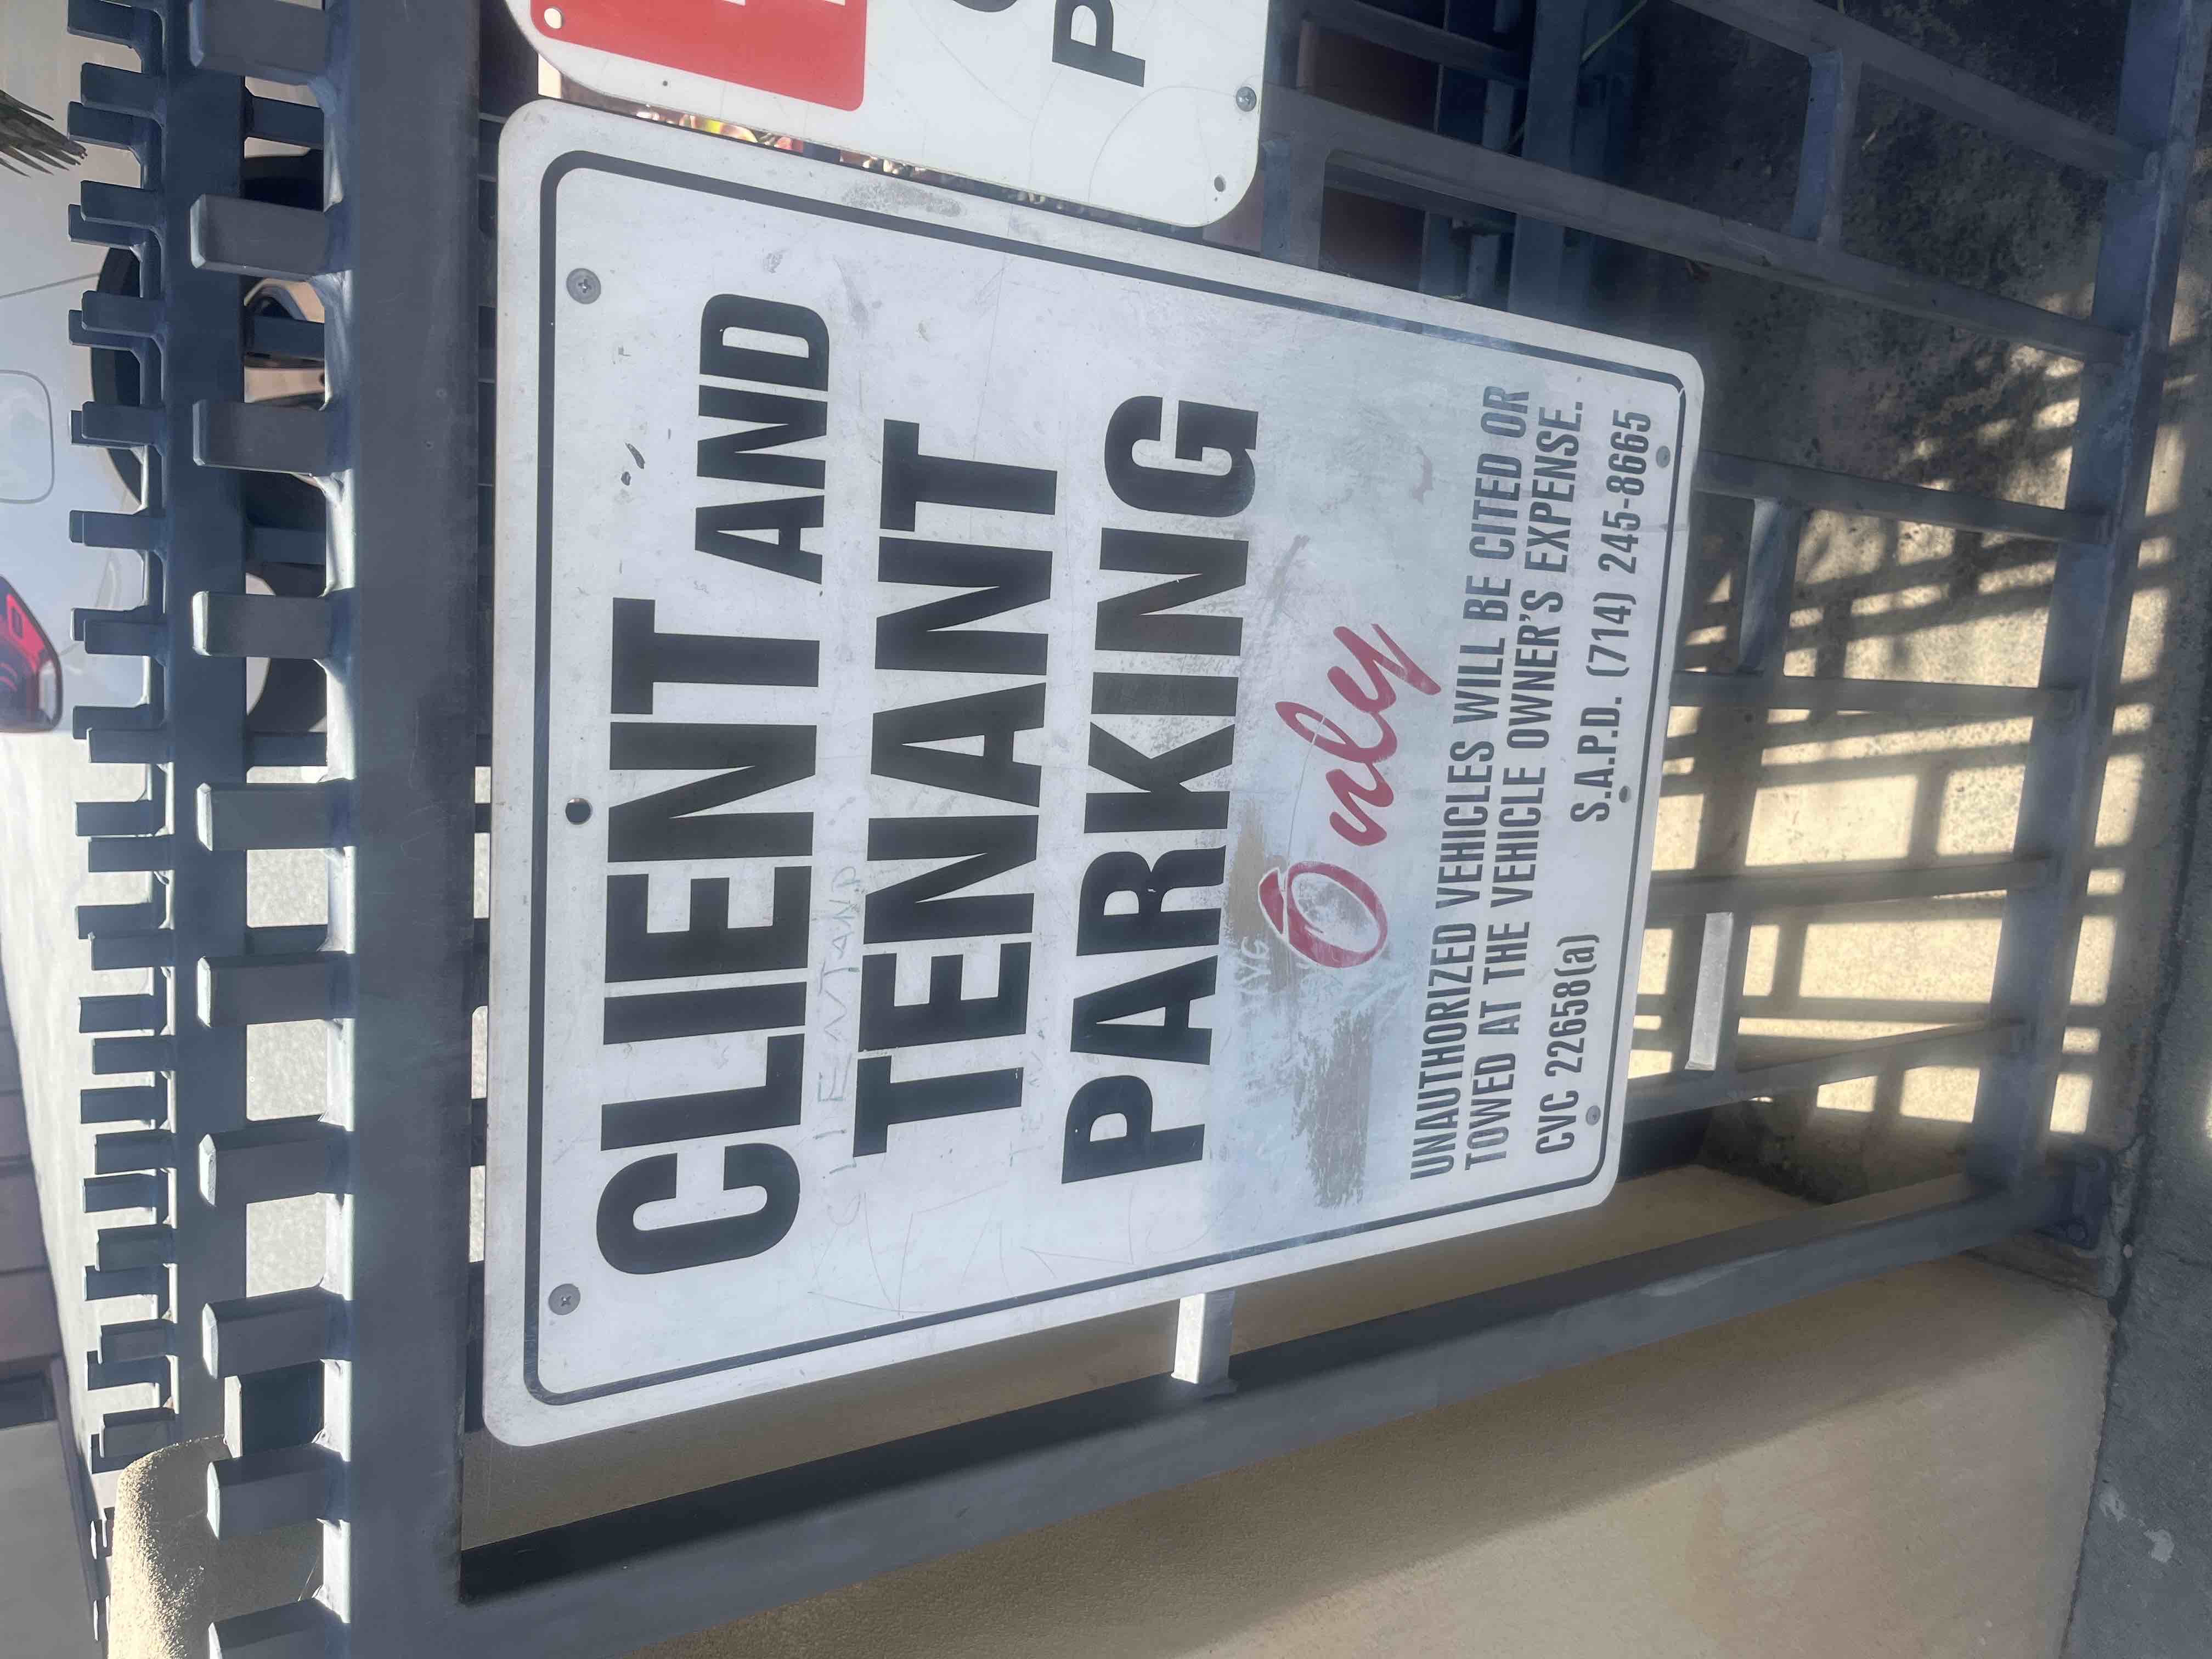 CLIENT AND
TENANT
PARKING
Only
UNAUTHORIZED VEHICLES WILL BE CITED OR
TOWED AT THE VEHICLE OWNER'S EXPENSE.
CVC 22658(a) S.A.P.D. (714) 245-8665
P